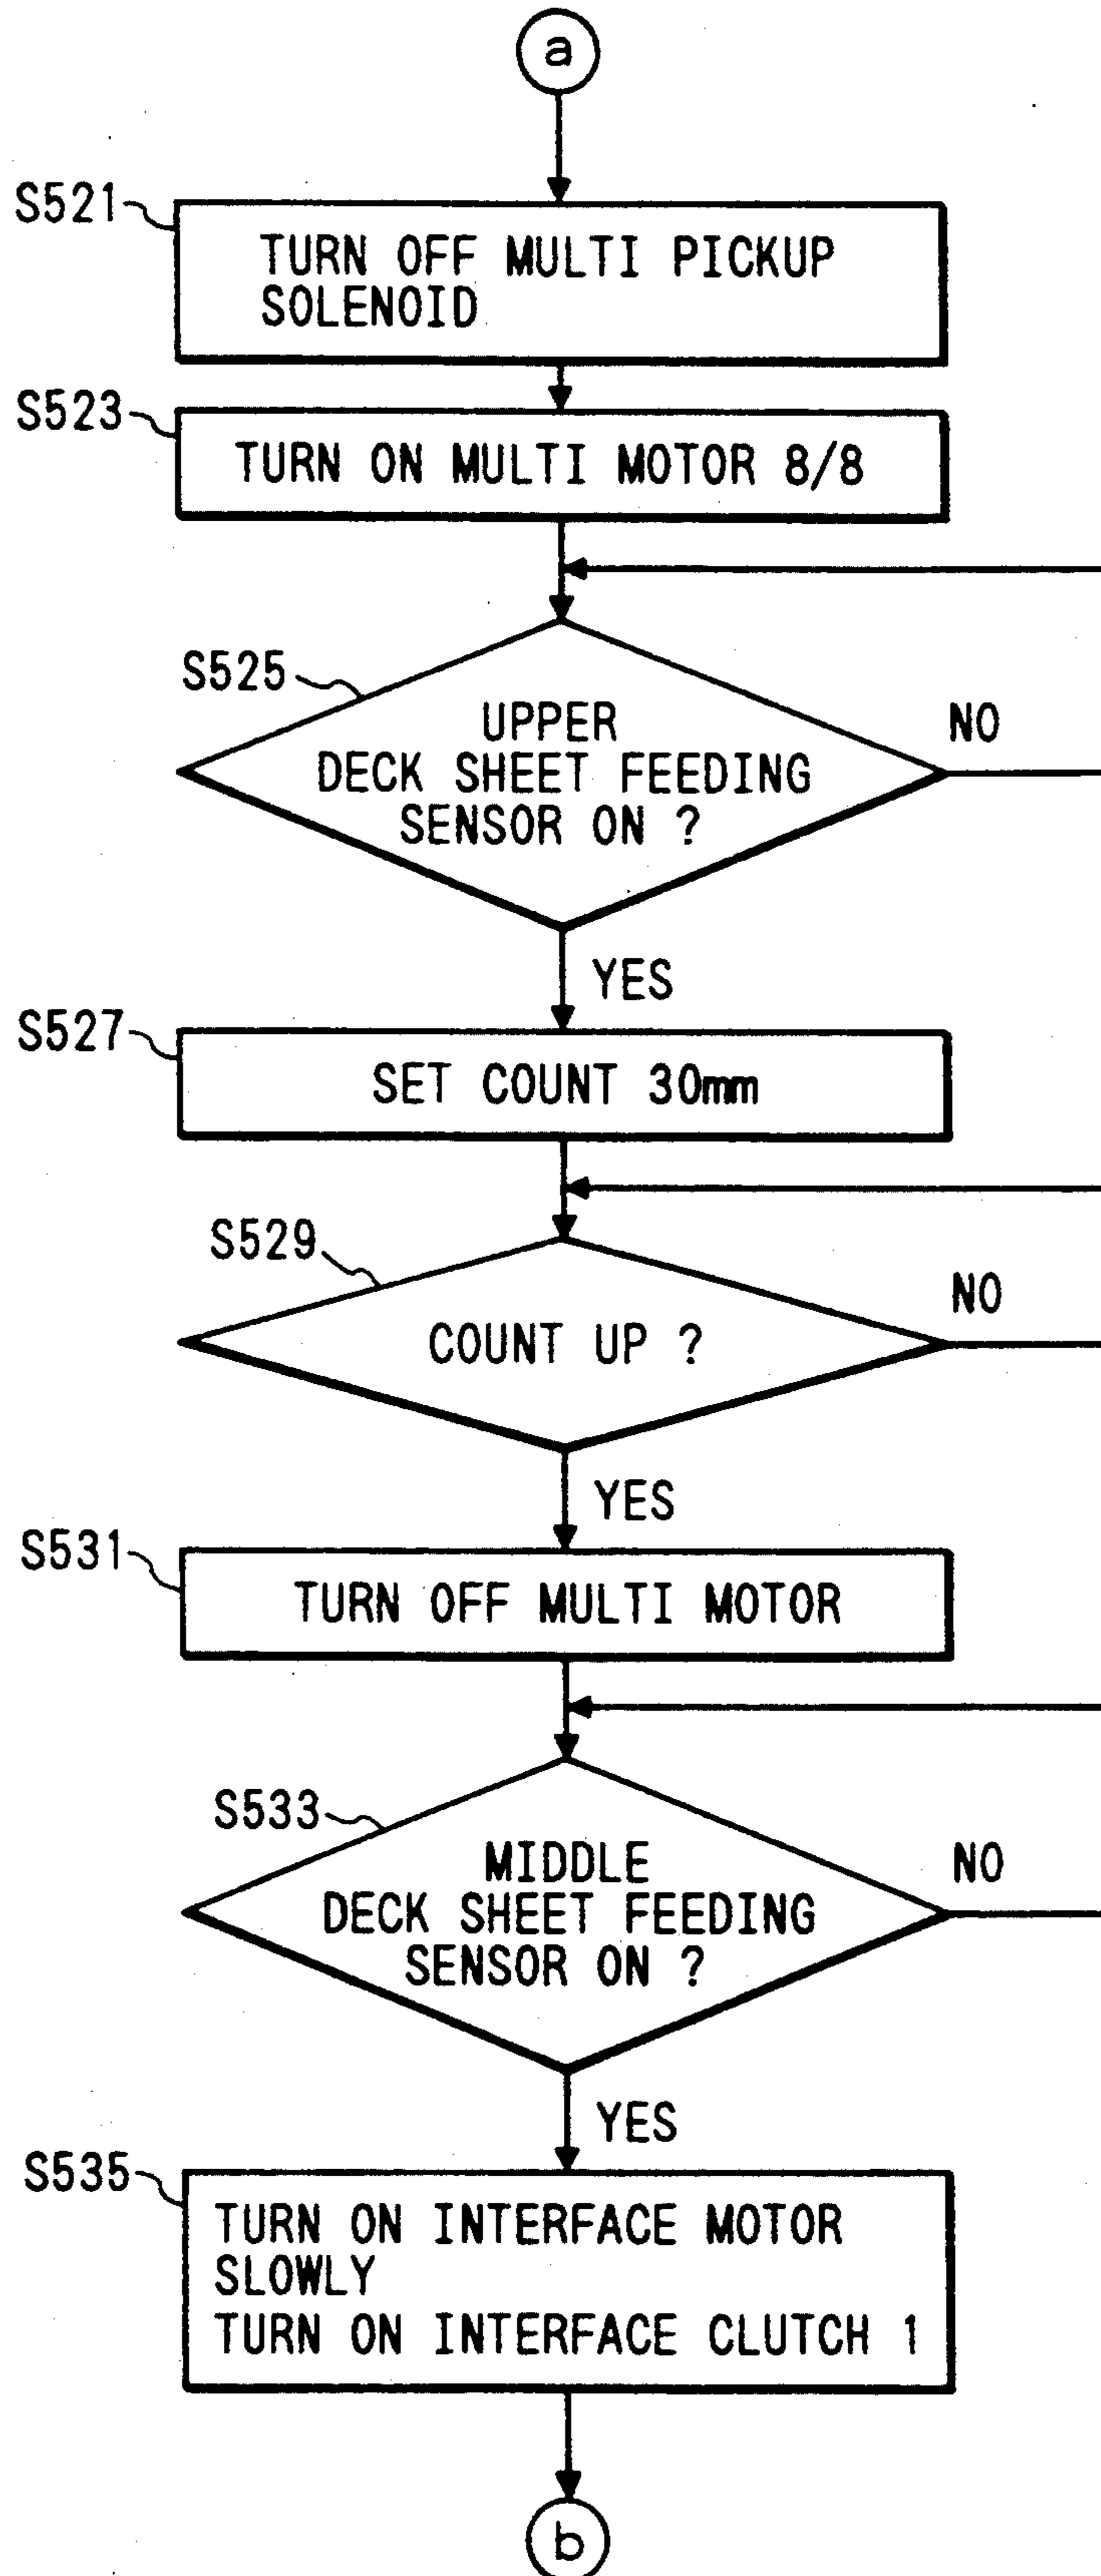 a
S521
TURN OFF MULTI PICKUP
SOLENOID
S523
TURN ON MULTI MOTOR 8/8
S525
UPPER
DECK SHEET FEEDING
SENSOR ON ?
NO
YES
S527
SET COUNT 30mm
S529
COUNT UP ?
NO
YES
S531
TURN OFF MULTI MOTOR
S533
MIDDLE
DECK SHEET FEEDING
SENSOR ON ?
NO
YES
S535
TURN ON INTERFACE MOTOR
SLOWLY
TURN ON INTERFACE CLUTCH 1
b